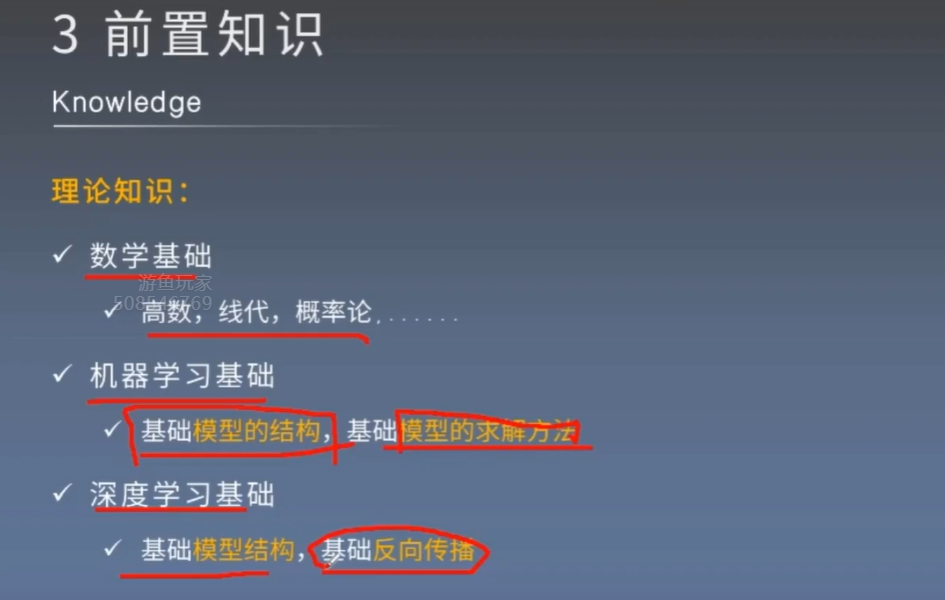 3 前置知识
Knowledge
理论知识：
✓ 数学基础
游鱼玩家
✓ 高数，线代，概率论，......
✓ 机器学习基础
✓ 基础模型的结构，基础模型的求解方法
✓ 深度学习基础
✓ 基础模型结构，基础反向传播